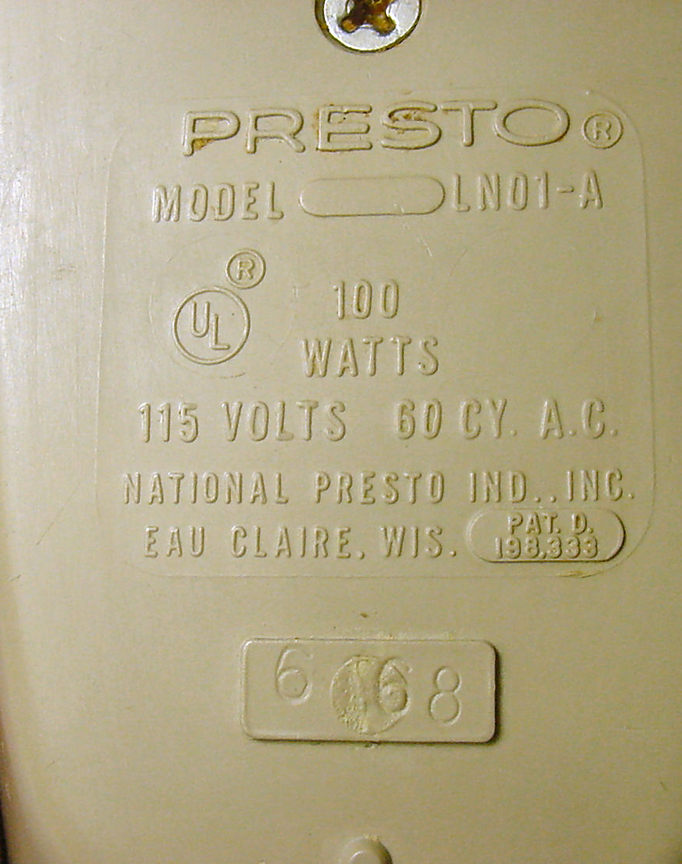 PRESTO®
MODEL LN01-A
UL®
100
WATTS
115 VOLTS 60 CY. A.C.
NATIONAL PRESTO IND., INC.
EAU CLAIRE, WIS. PAT. D.
198,333
6 6 8